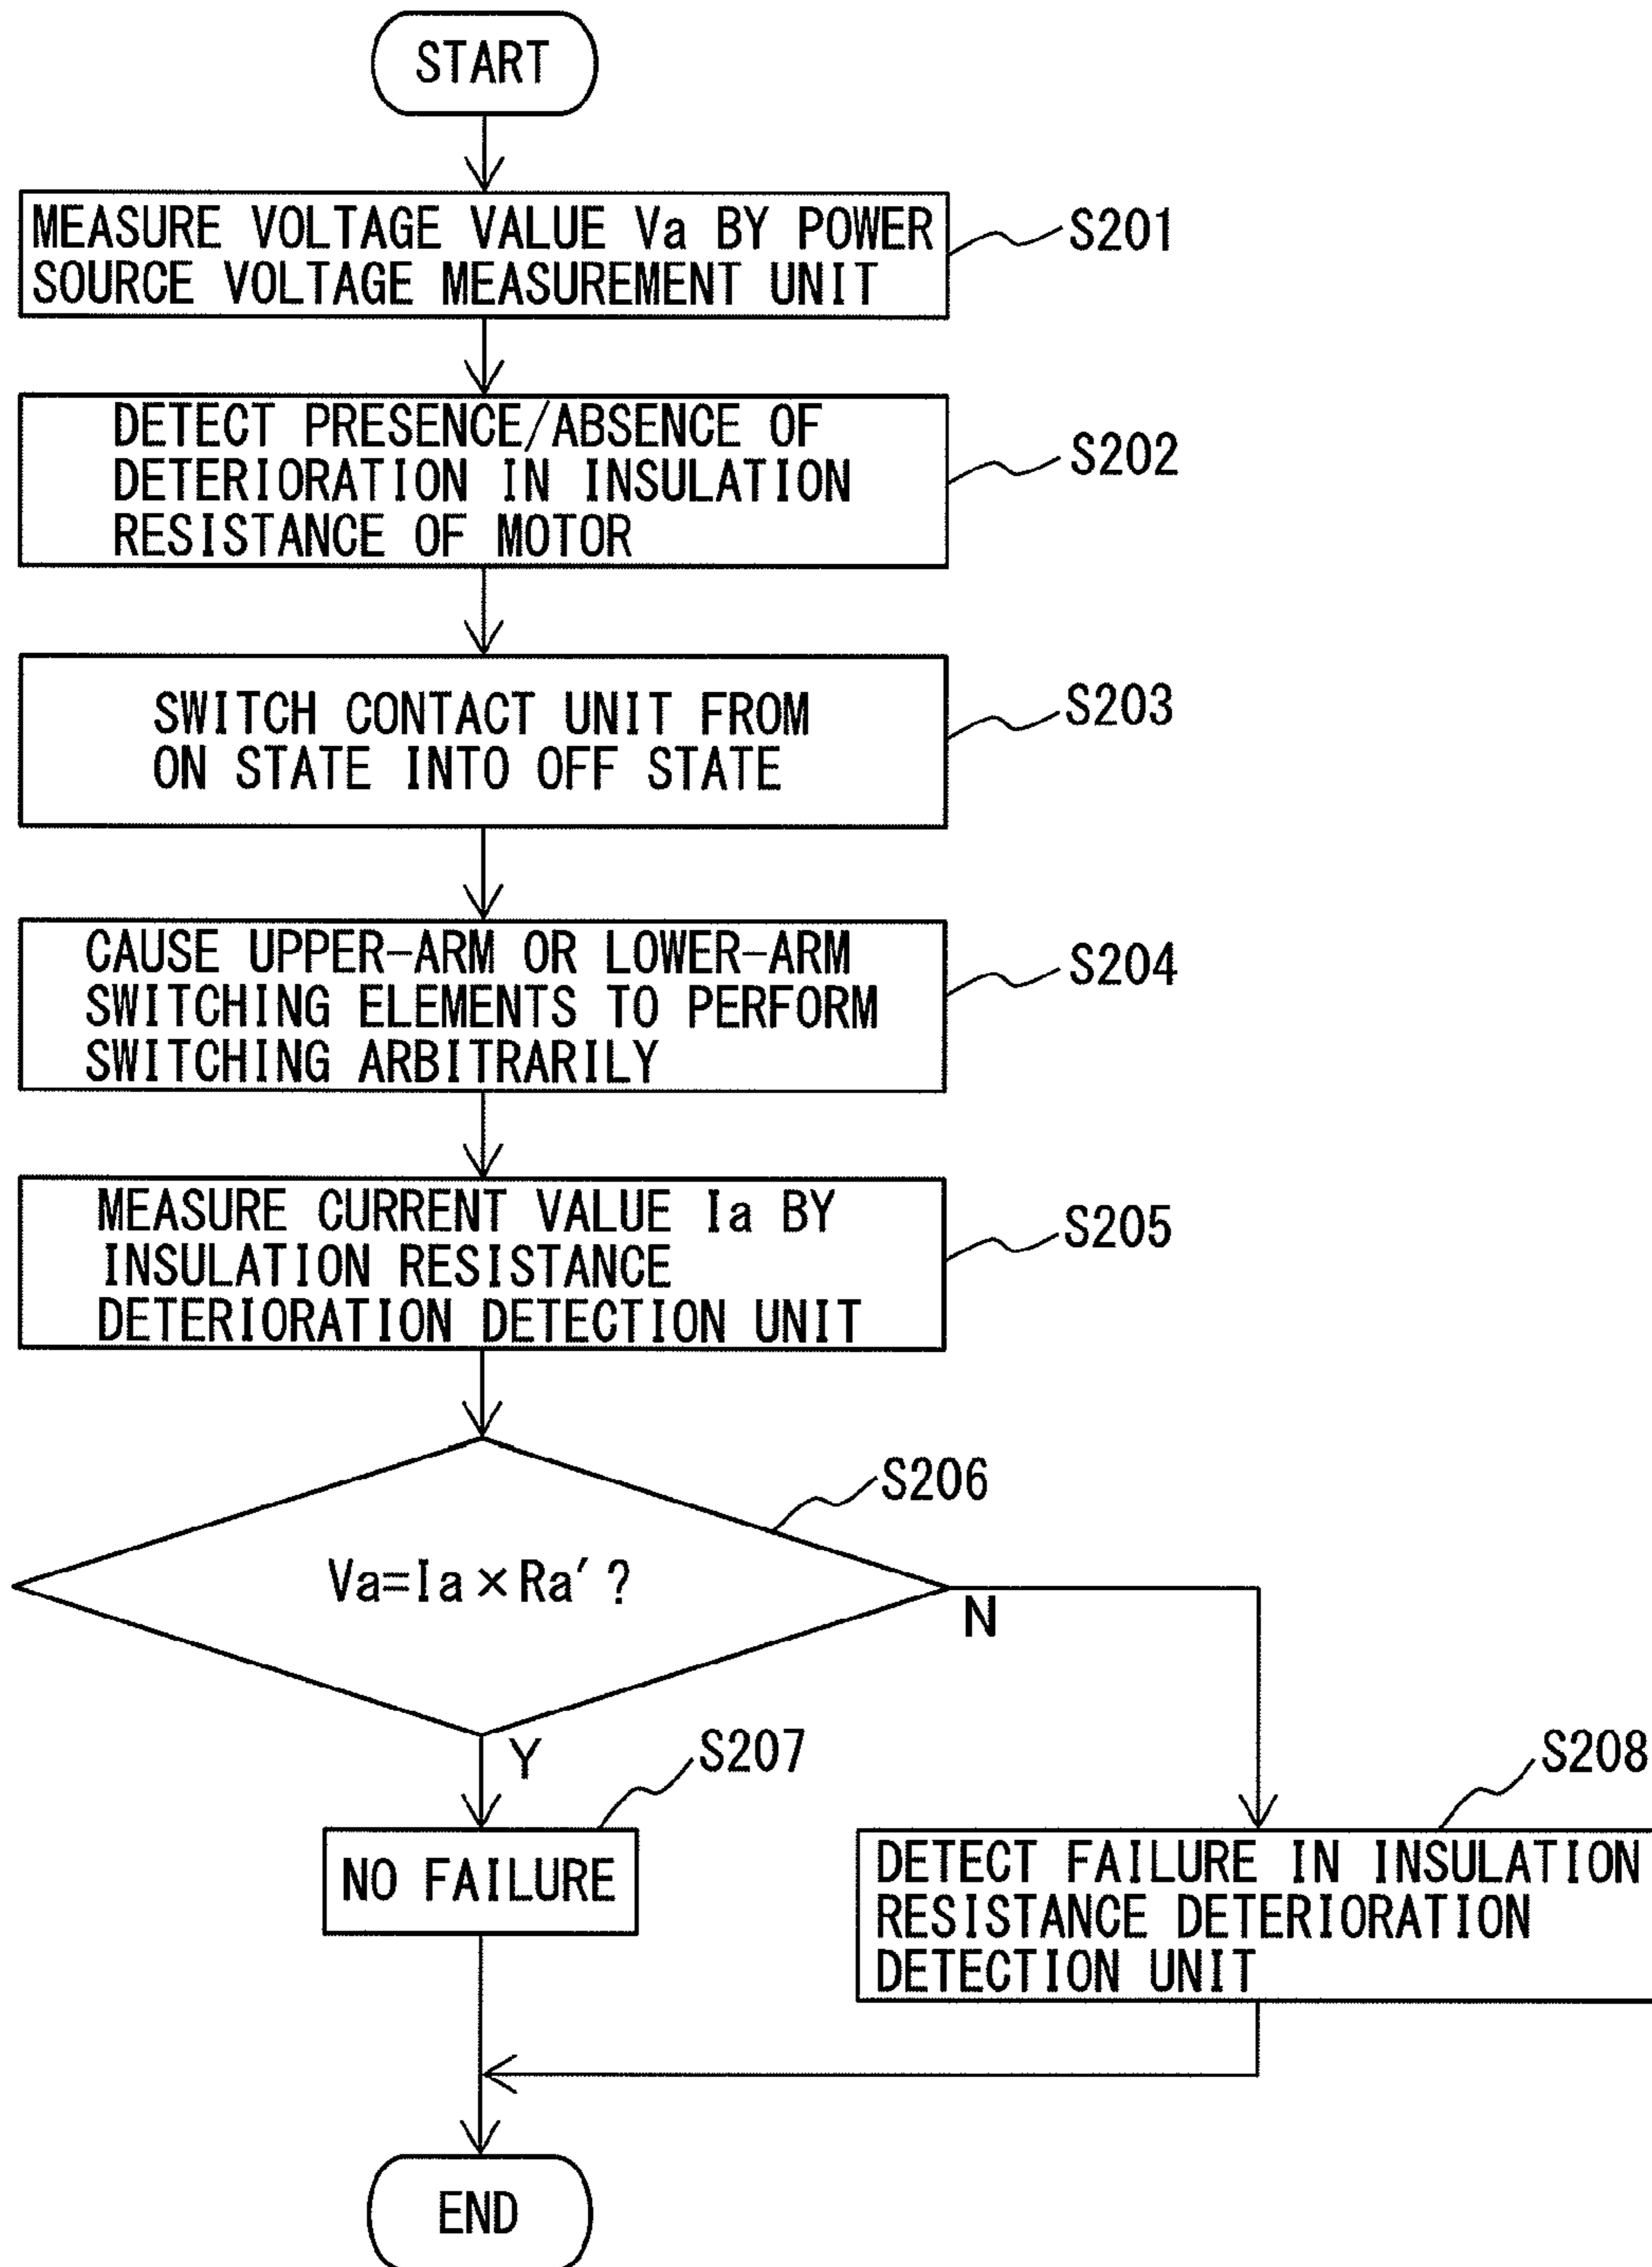 START
MEASURE VOLTAGE VALUE Va BY POWER
SOURCE VOLTAGE MEASUREMENT UNIT
S201
DETECT PRESENCE/ABSENCE OF
DETERIORATION IN INSULATION
RESISTANCE OF MOTOR
S202
SWITCH CONTACT UNIT FROM
ON STATE INTO OFF STATE
S203
CAUSE UPPER-ARM OR LOWER-ARM
SWITCHING ELEMENTS TO PERFORM
SWITCHING ARBITRARILY
S204
MEASURE CURRENT VALUE Ia BY
INSULATION RESISTANCE
DETERIORATION DETECTION UNIT
S205
S206
Va=Ia×Ra′?
N
Y
S207
NO FAILURE
S208
DETECT FAILURE IN INSULATION
RESISTANCE DETERIORATION
DETECTION UNIT
END